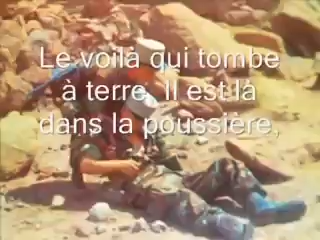 Le voilà qui tombe
à terre. Il est là
dans la poussière,